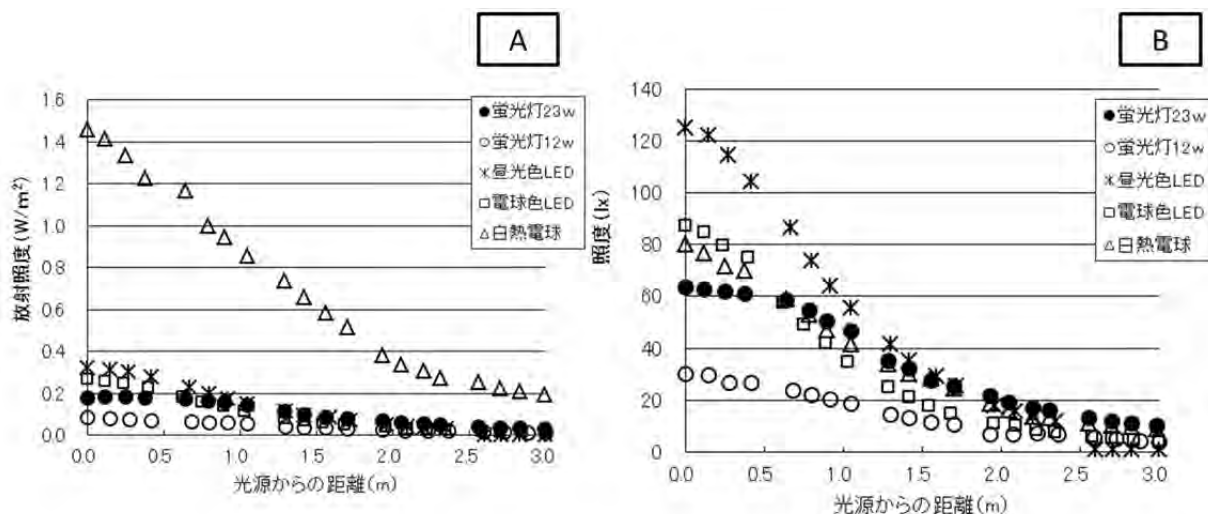 A
放射照度(W/m²)
1.6
1.4
1.2
1.0
0.8
0.6
0.4
0.2
0.0
●蛍光灯23w
○蛍光灯12w
昼光色LED
□電球色LED
△白熱電球
0.0 0.5 1.0 1.5 2.0 2.5 3.0
光源からの距離(m)
B
照度(lx)
140
120
100
80
60
40
20
0
●蛍光灯23w
○蛍光灯12w
昼光色LED
□電球色LED
△白熱電球
0.0 0.5 1.0 1.5 2.0 2.5 3.0
光源からの距離(m)